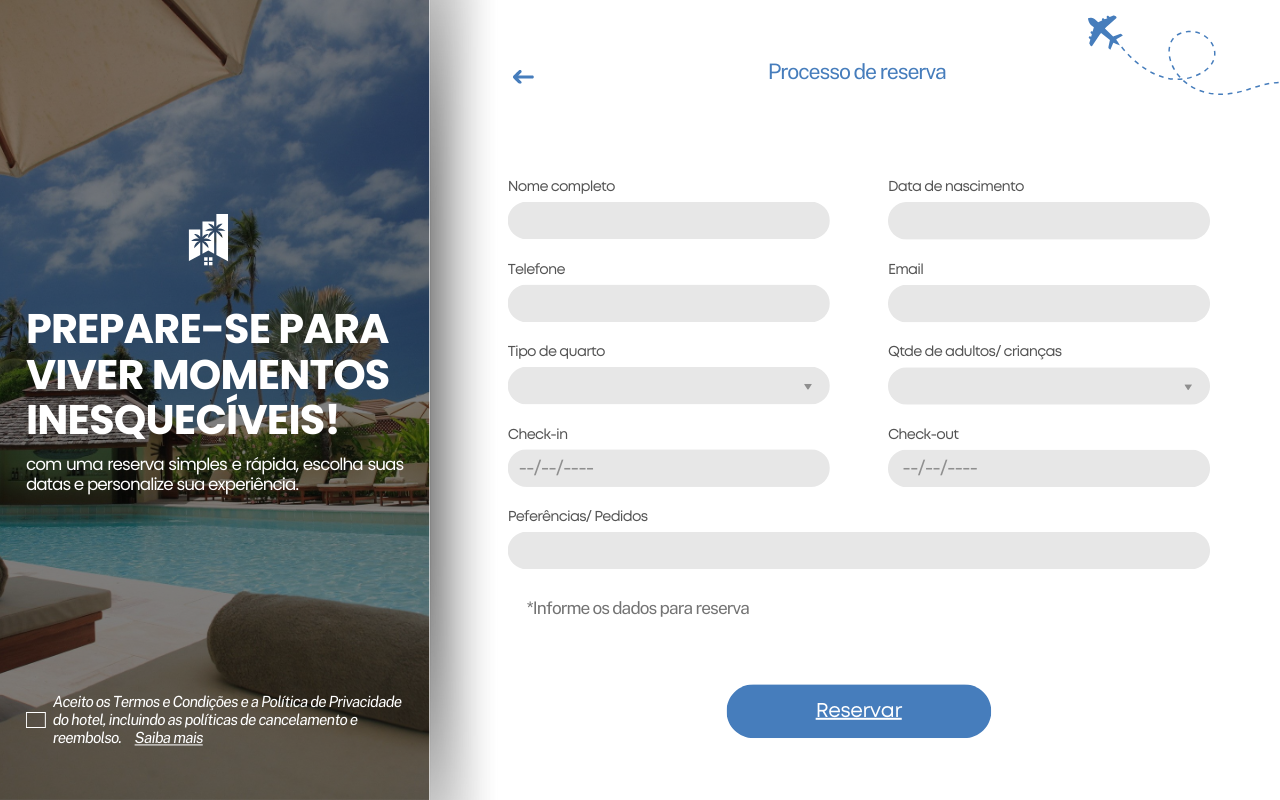 PREPARE-SE PARA
VIVER MOMENTOS
INESQUECÍVEIS!
com uma reserva simples e rápida, escolha suas
datas e personalize sua experiência.
Aceito os Termos e Condições e a Política de Privacidade
do hotel, incluindo as políticas de cancelamento e
reembolso. Saiba mais
Processo de reserva
Nome completo
Data de nascimento
Telefone
Email
Tipo de quarto
Qtde de adultos/ crianças
Check-in
Check-out
--/--/----
--/--/----
Peferências/ Pedidos
*Informe os dados para reserva
Reservar